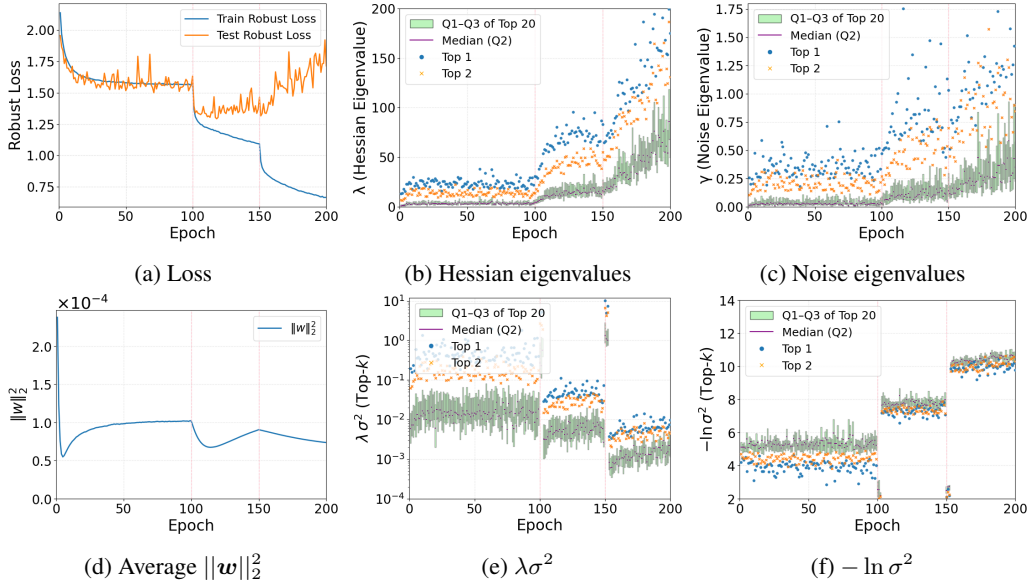 2.00
1.75
1.50
1.25
1.00
0.75
Robust Loss
Train Robust Loss
Test Robust Loss
0 50 100 150 200
Epoch
(a) Loss
200
150
100
50
0
λ (Hessian Eigenvalue)
Q1–Q3 of Top 20
Median (Q2)
Top 1
Top 2
0 50 100 150 200
Epoch
(b) Hessian eigenvalues
1.75
1.50
1.25
1.00
0.75
0.50
0.25
0.00
γ (Noise Eigenvalue)
Q1–Q3 of Top 20
Median (Q2)
Top 1
Top 2
0 50 100 150 200
Epoch
(c) Noise eigenvalues
×10⁻⁴
2.0
1.5
1.0
0.5
0.0
||w||₂²
||w||₂²
0 50 100 150 200
Epoch
(d) Average ||w||₂²
10¹
10⁰
10⁻¹
10⁻²
10⁻³
10⁻⁴
λσ² (Top-k)
Q1–Q3 of Top 20
Median (Q2)
Top 1
Top 2
0 50 100 150 200
Epoch
(e) λσ²
14
12
10
8
6
4
2
−ln σ² (Top-k)
Q1–Q3 of Top 20
Median (Q2)
Top 1
Top 2
0 50 100 150 200
Epoch
(f) − ln σ²